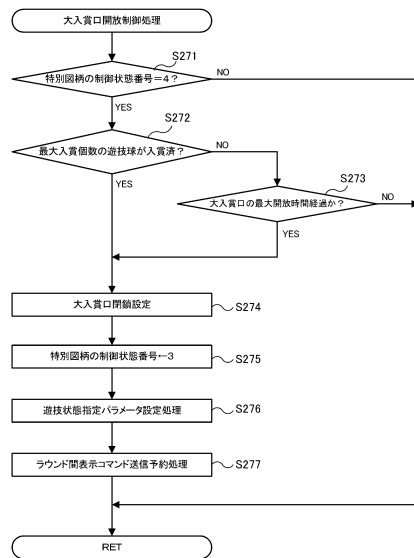 大入賞口開放制御処理
S271
特別図柄の制御状態番号=4?
NO
YES
S272
最大入賞個数の遊技球が入賞済?
NO
YES
S273
大入賞口の最大開放時間経過か?
NO
YES
大入賞口閉鎖設定
S274
特別図柄の制御状態番号←3
S275
遊技状態指定パラメータ設定処理
S276
ラウンド間表示コマンド送信予約処理
S277
RET